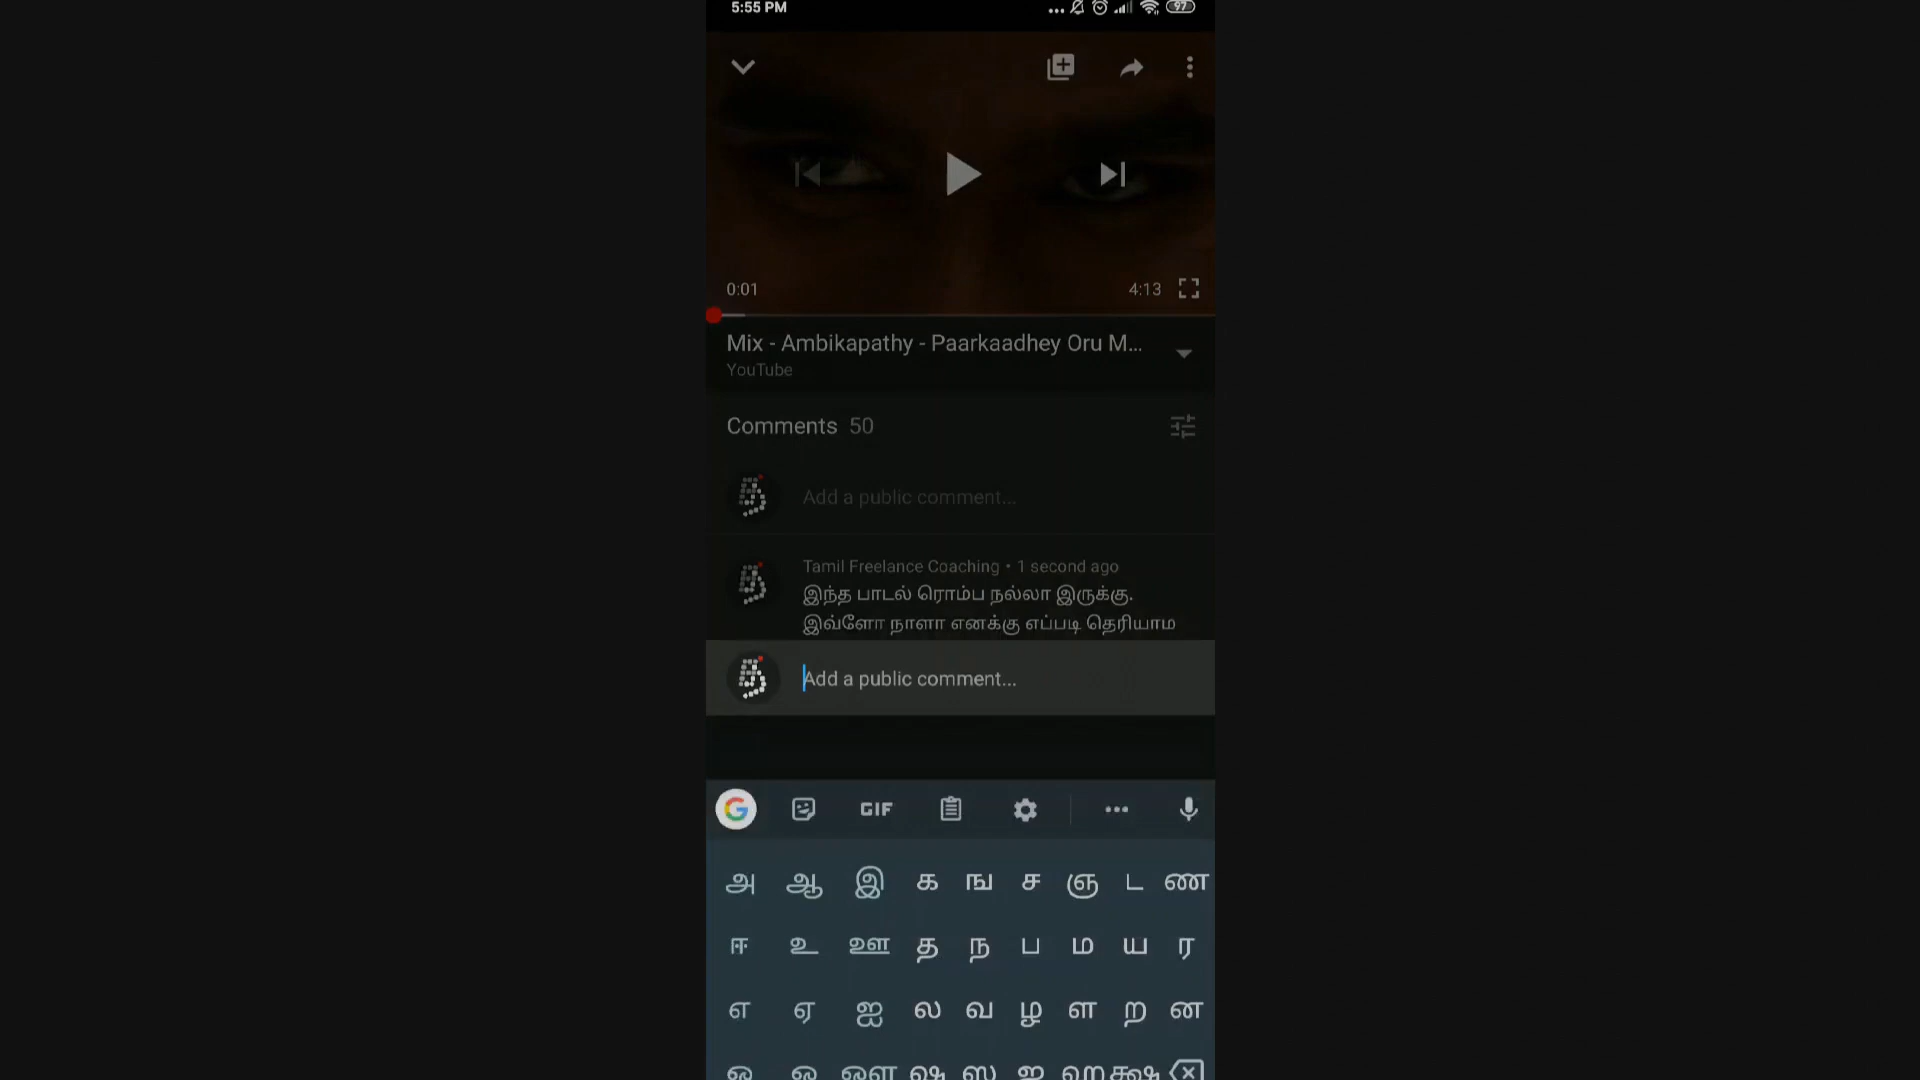 5:55 PM
97
0:01
4:13
Mix - Ambikapathy - Paarkaadhey Oru M...
YouTube
Comments 50
Add a public comment...
Tamil Freelance Coaching • 1 second ago
இந்த பாடல் ரொம்ப நல்லா இருக்கு.
இவ்ளோ நாளா எனக்கு எப்படி தெரியாம
Add a public comment...
GIF
அ ஆ இ க ங ச ஞ ட ண
ஈ உ ஊ த ந ப ம ய ர
எ ஏ ஐ ல வ ழ ள ற ன